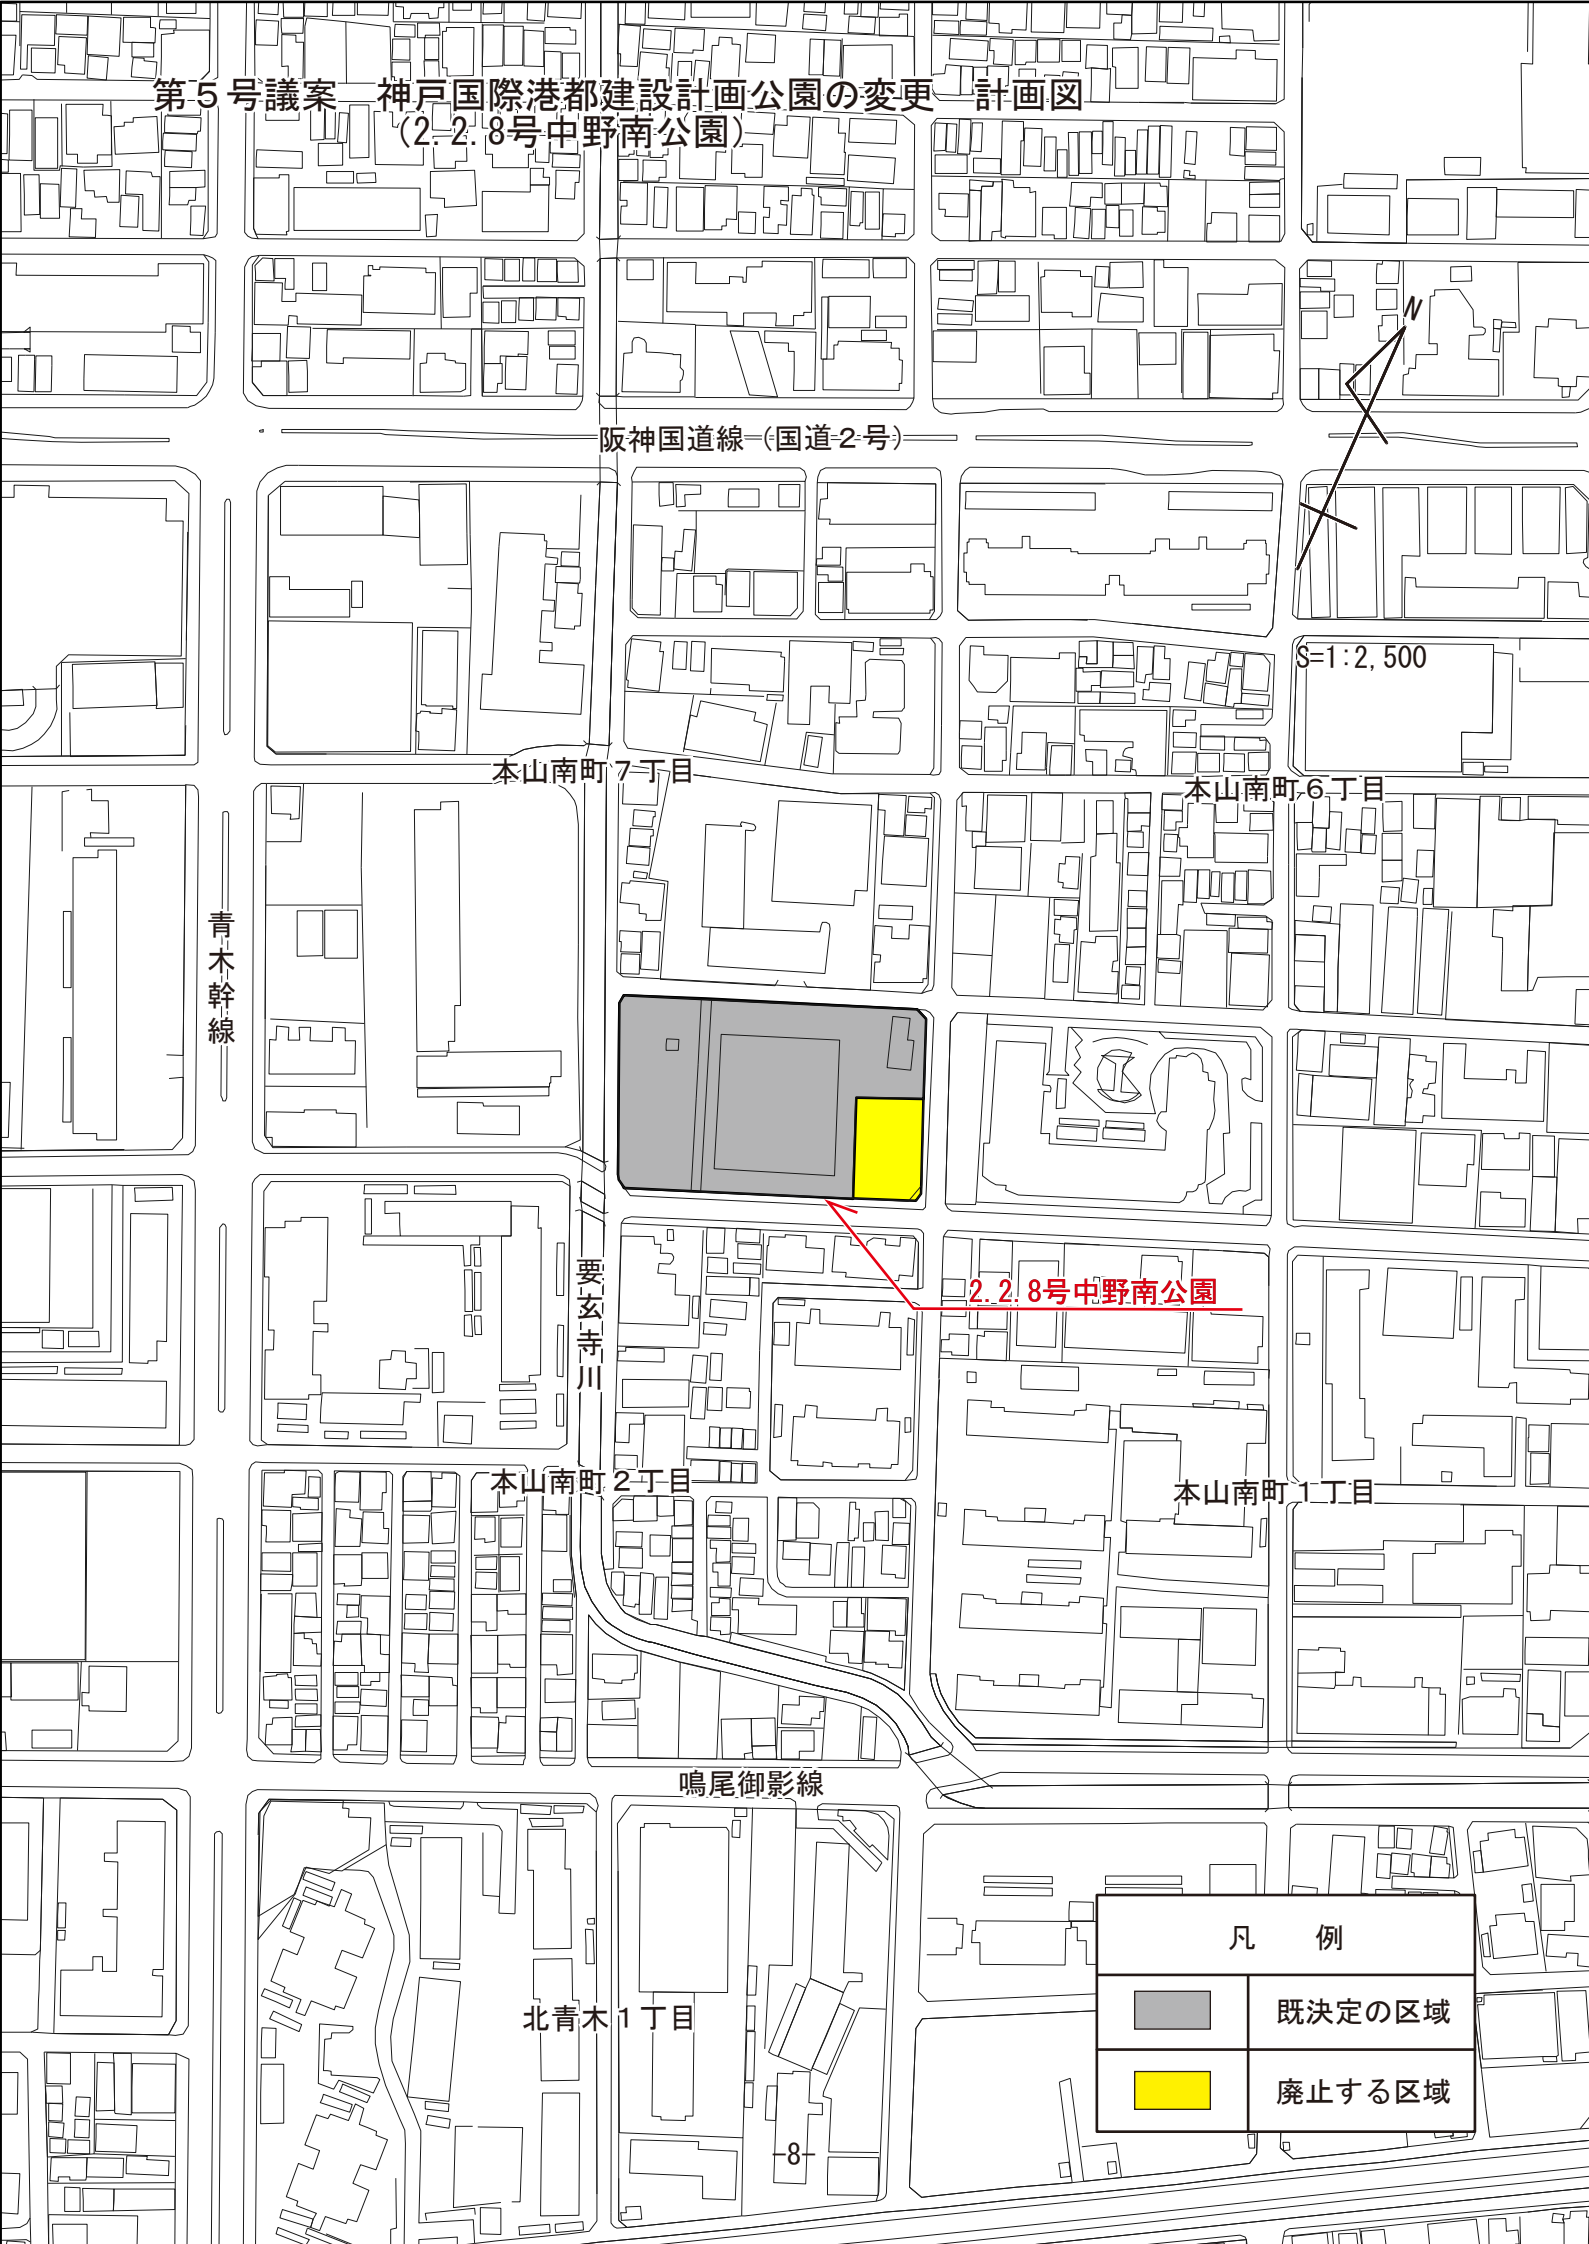 第５号議案　神戸国際港都建設計画公園の変更　計画図
(2.2.8号中野南公園)
N
阪神国道線（国道２号）
S=1:2,500
本山南町７丁目
本山南町６丁目
青木幹線
2.2.8号中野南公園
要玄寺川
本山南町２丁目
本山南町１丁目
鳴尾御影線
凡　例
既決定の区域
廃止する区域
北青木１丁目
-8-